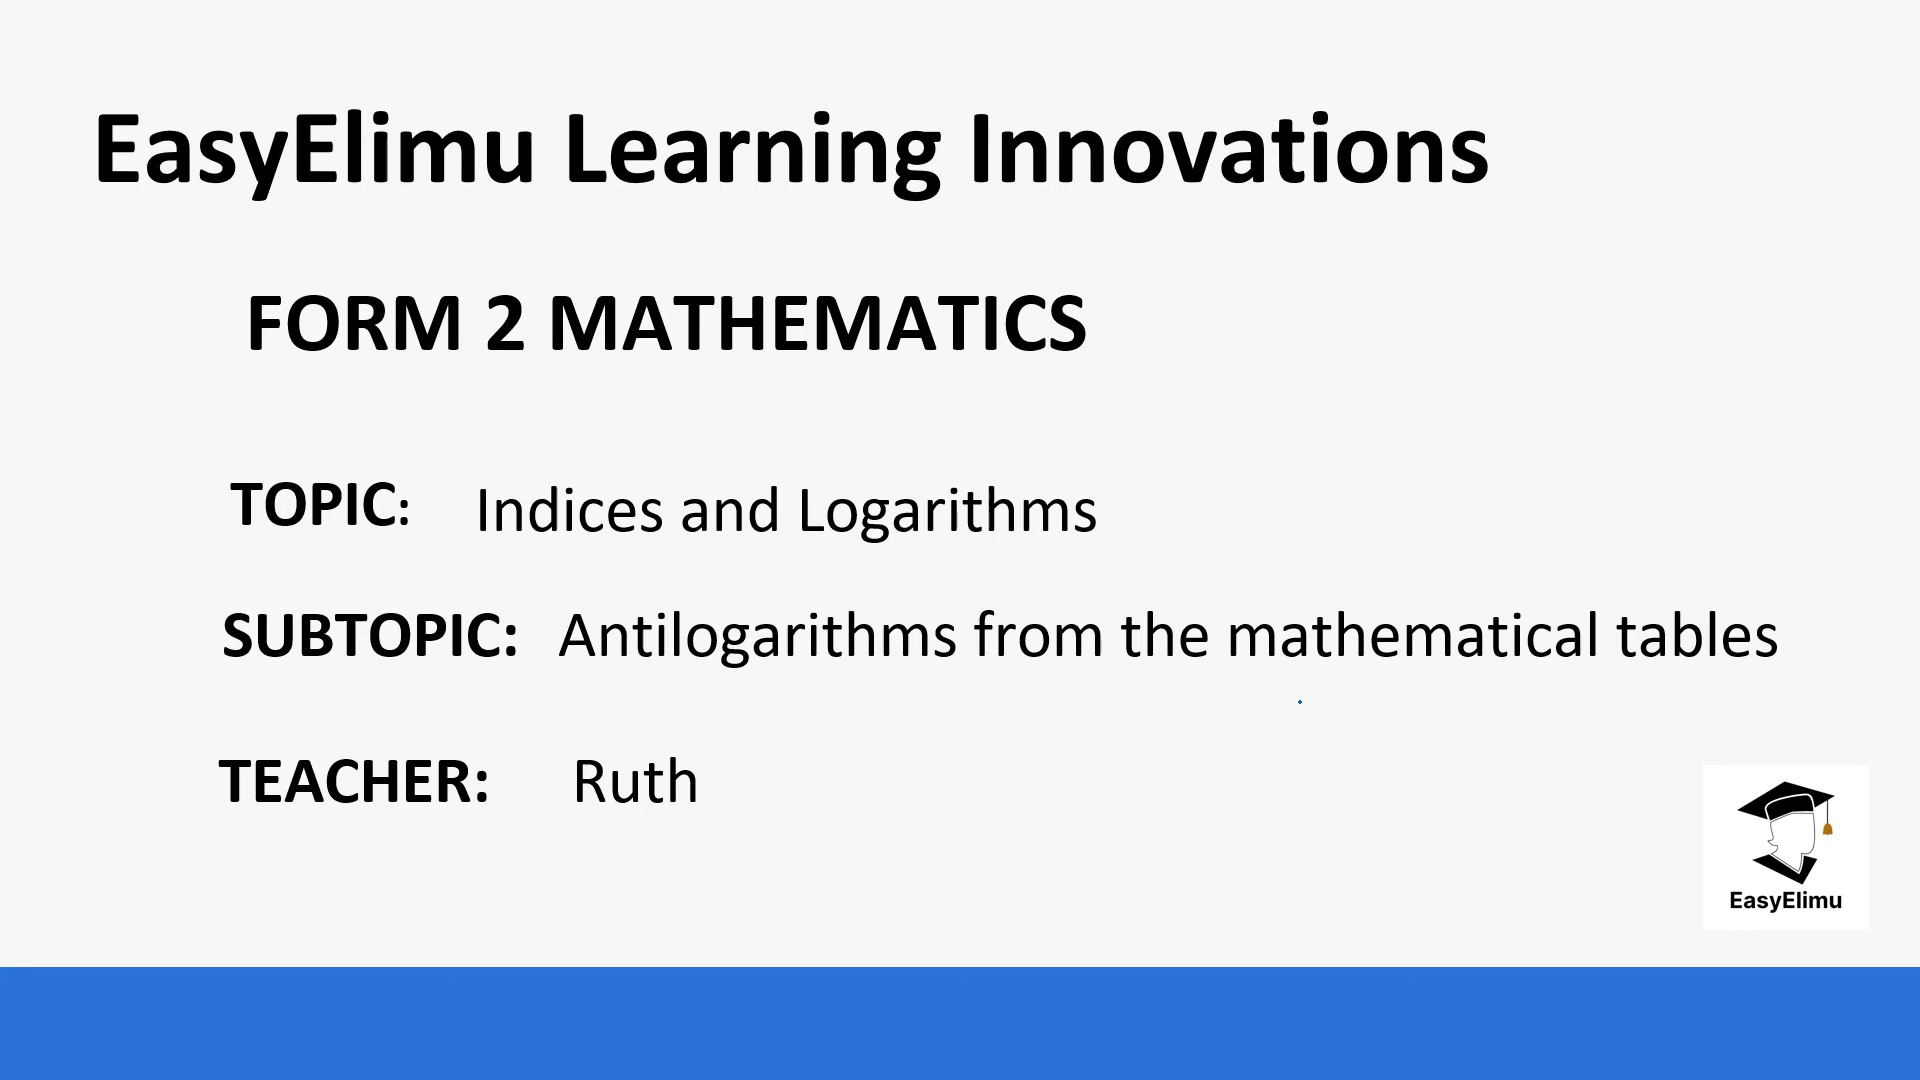 EasyElimu Learning Innovations
FORM 2 MATHEMATICS
TOPIC: Indices and Logarithms
SUBTOPIC: Antilogarithms from the mathematical tables
TEACHER: Ruth
EasyElimu